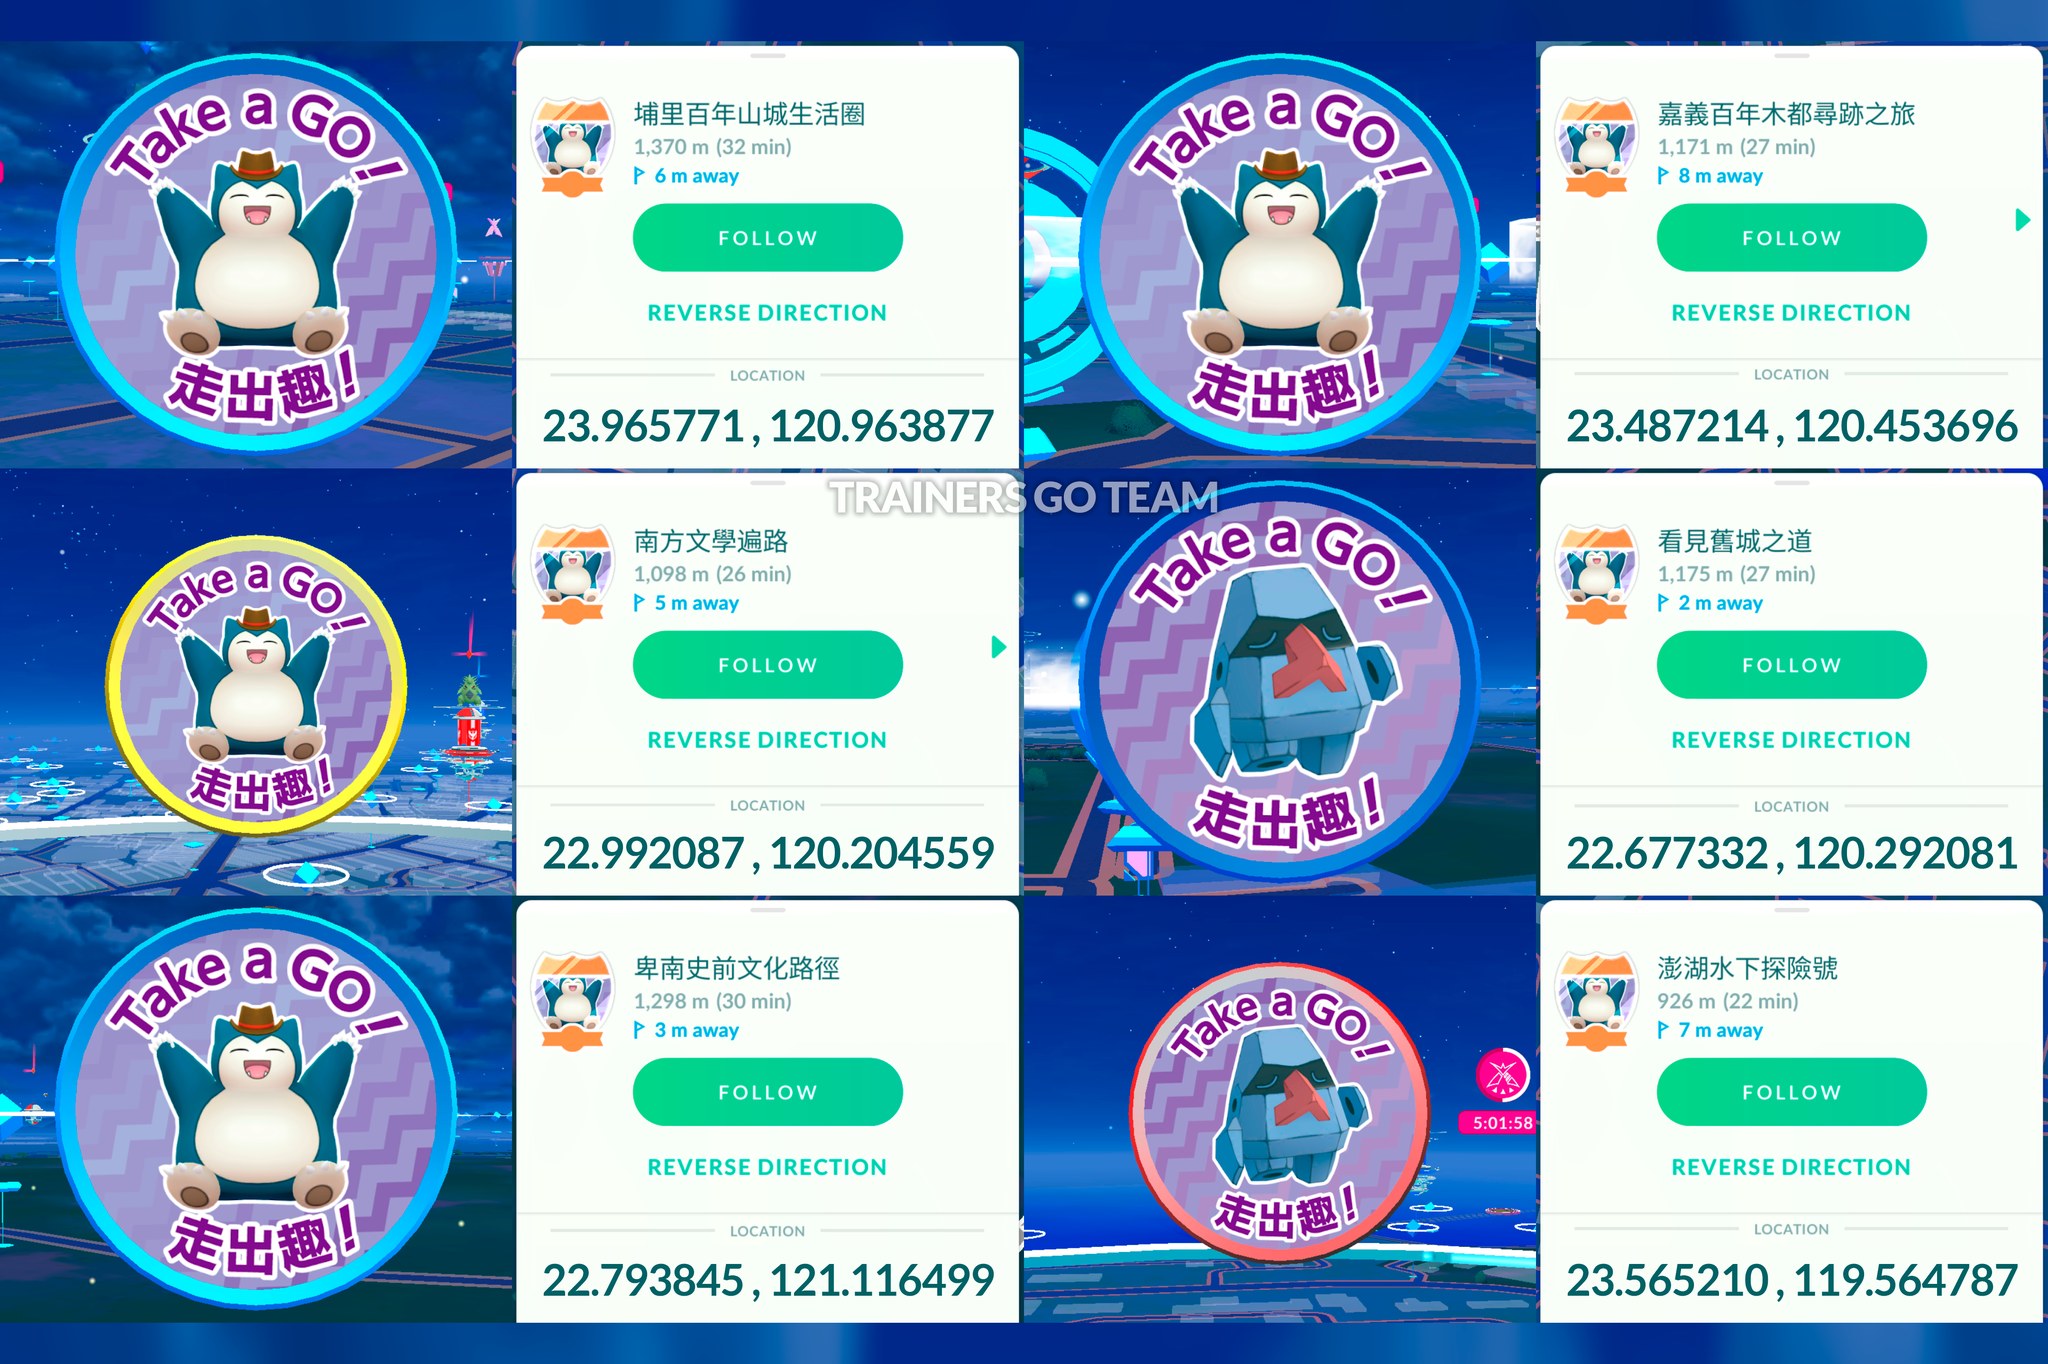 Take a GO!
走出趣!
埔里百年山城生活圈
1,370 m (32 min)
6 m away
FOLLOW
REVERSE DIRECTION
LOCATION
23.965771, 120.963877
Take a GO!
走出趣!
嘉義百年木都尋跡之旅
1,171 m (27 min)
8 m away
FOLLOW
REVERSE DIRECTION
LOCATION
23.487214, 120.453696
TRAINERS GO TEAM
Take a GO!
走出趣!
南方文學遍路
1,098 m (26 min)
5 m away
FOLLOW
REVERSE DIRECTION
LOCATION
22.992087, 120.204559
Take a GO!
走出趣!
看見舊城之道
1,175 m (27 min)
2 m away
FOLLOW
REVERSE DIRECTION
LOCATION
22.677332, 120.292081
Take a GO!
走出趣!
卑南史前文化路徑
1,298 m (30 min)
3 m away
FOLLOW
REVERSE DIRECTION
LOCATION
22.793845, 121.116499
Take a GO!
走出趣!
5:01:58
澎湖水下探險號
926 m (22 min)
7 m away
FOLLOW
REVERSE DIRECTION
LOCATION
23.565210, 119.564787